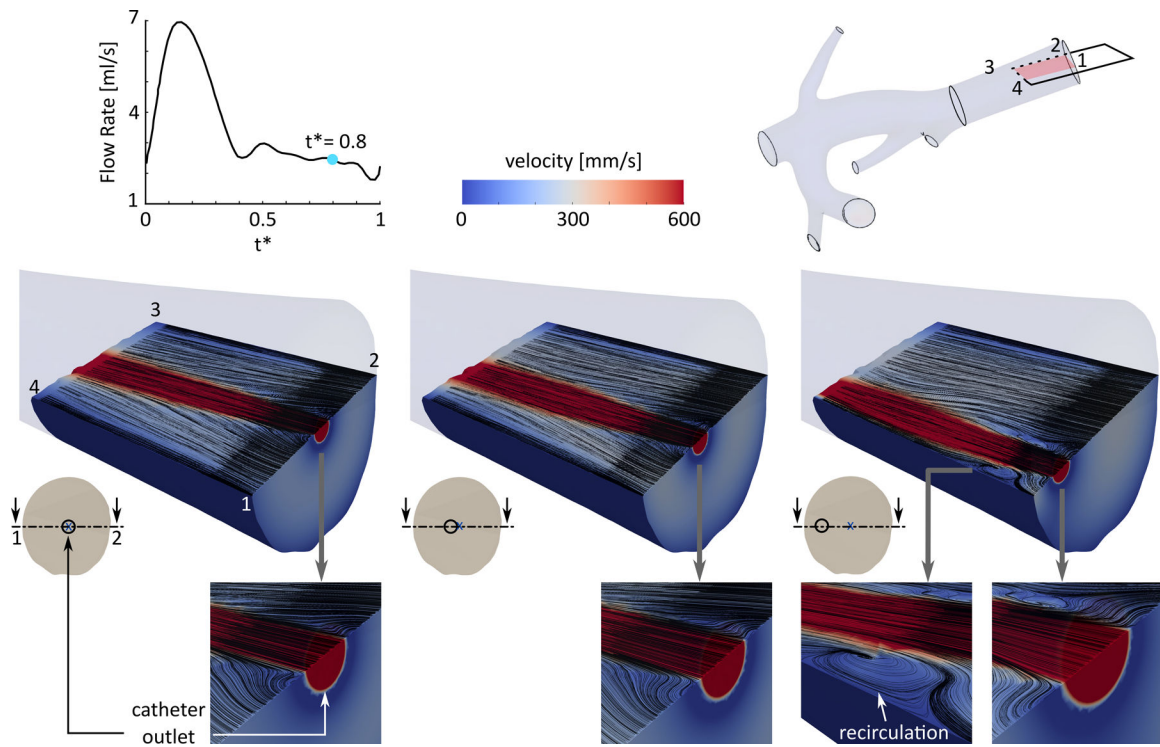 7
4
1
Flow Rate [ml/s]
t*= 0.8
0
0.5
1
t*
velocity [mm/s]
0
300
600
2
1
3
4
3
2
4
1
1
2
x
x
x
catheter
outlet
recirculation